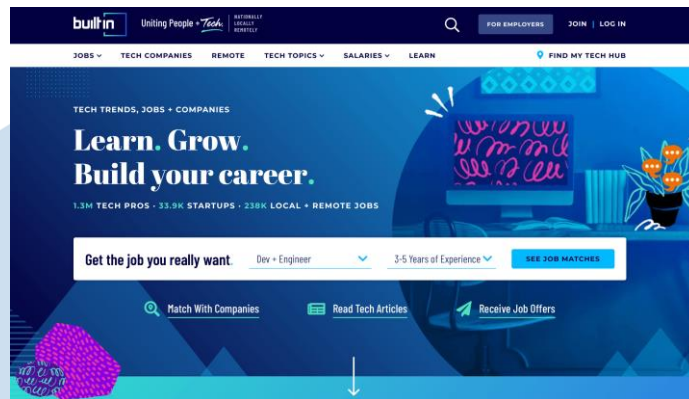 builtin
Uniting People + Tech.
NATIONALLY
LOCALLY
REMOTELY
FOR EMPLOYERS
JOIN | LOG IN
JOBS
TECH COMPANIES
REMOTE
TECH TOPICS
SALARIES
LEARN
FIND MY TECH HUB
TECH TRENDS, JOBS + COMPANIES
Learn. Grow.
Build your career.
1.3M TECH PROS · 33.9K STARTUPS · 238K LOCAL + REMOTE JOBS
Get the job you really want.
Dev + Engineer
3-5 Years of Experience
SEE JOB MATCHES
Match With Companies
Read Tech Articles
Receive Job Offers